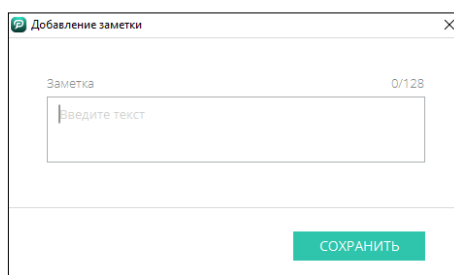 Добавление заметки
Заметка 0/128
Введите текст
СОХРАНИТЬ